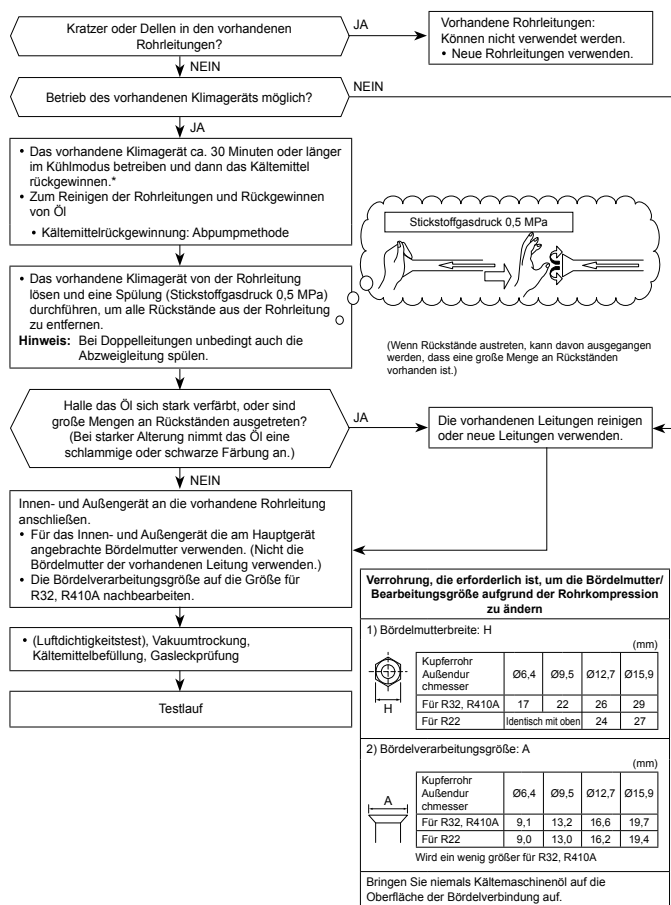 Kratzer oder Dellen in den vorhandenen
Rohrleitungen?
JA
Vorhandene Rohrleitungen:
Können nicht verwendet werden.
• Neue Rohrleitungen verwenden.
NEIN
Betrieb des vorhandenen Klimageräts möglich?
NEIN
JA
• Das vorhandene Klimagerät ca. 30 Minuten oder länger
im Kühlmodus betreiben und dann das Kältemittel
rückgewinnen.*
• Zum Reinigen der Rohrleitungen und Rückgewinnen
von Öl
• Kältemittelrückgewinnung: Abpumpmethode
Stickstoffgasdruck 0,5 MPa
• Das vorhandene Klimagerät von der Rohrleitung
lösen und eine Spülung (Stickstoffgasdruck 0,5 MPa)
durchführen, um alle Rückstände aus der Rohrleitung
zu entfernen.
Hinweis: Bei Doppelleitungen unbedingt auch die
Abzweigleitung spülen.
(Wenn Rückstände austreten, kann davon ausgegangen
werden, dass eine große Menge an Rückständen
vorhanden ist.)
Halle das Öl sich stark verfärbt, oder sind
große Mengen an Rückständen ausgetreten?
(Bei starker Alterung nimmt das Öl eine
schlammige oder schwarze Färbung an.)
JA
Die vorhandenen Leitungen reinigen
oder neue Leitungen verwenden.
NEIN
Innen- und Außengerät an die vorhandene Rohrleitung
anschließen.
• Für das Innen- und Außengerät die am Hauptgerät
angebrachte Bördelmutter verwenden. (Nicht die
Bördelmutter der vorhandenen Leitung verwenden.)
• Die Bördelverarbeitungsgröße auf die Größe für
R32, R410A nachbearbeiten.
• (Luftdichtigkeitstest), Vakuumtrockung,
Kältemittelbefüllung, Gasleckprüfung
Testlauf
Verrohrung, die erforderlich ist, um die Bördelmutter/
Bearbeitungsgröße aufgrund der Rohrkompression
zu ändern
1) Bördelmutterbreite: H
(mm)
H
Kupferrohr
Außendur
chmesser
Ø6,4 Ø9,5 Ø12,7 Ø15,9
Für R32, R410A 17 22 26 29
Für R22 Identisch mit oben 24 27
2) Bördelverarbeitungsgröße: A
(mm)
A
Kupferrohr
Außendur
chmesser
Ø6,4 Ø9,5 Ø12,7 Ø15,9
Für R32, R410A 9,1 13,2 16,6 19,7
Für R22 9,0 13,0 16,2 19,4
Wird ein wenig größer für R32, R410A
Bringen Sie niemals Kältemaschinenöl auf die
Oberfläche der Bördelverbindung auf.